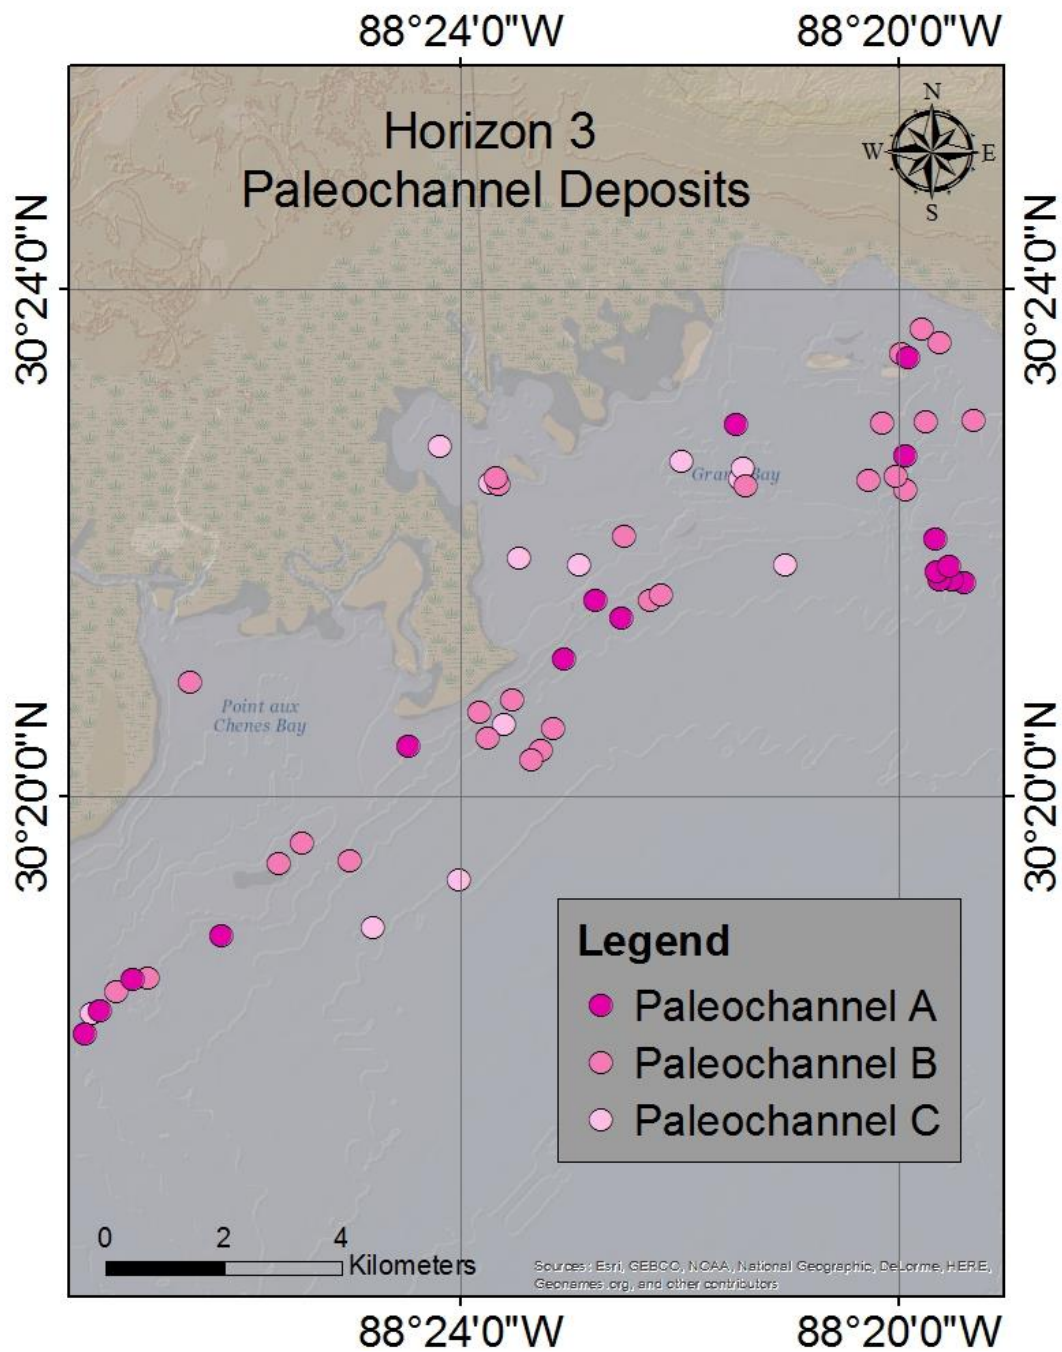 88°24'0"W 88°20'0"W
Horizon 3
Paleochannel Deposits
N
W E
S
30°24'0"N
30°24'0"N
Grand Bay
Point aux
Chenes Bay
30°20'0"N
30°20'0"N
Legend
Paleochannel A
Paleochannel B
Paleochannel C
0 2 4
Kilometers
Sources: Esri, GEBCO, NOAA, National Geographic, DeLorme, HERE,
Geonames.org, and other contributors
88°24'0"W 88°20'0"W